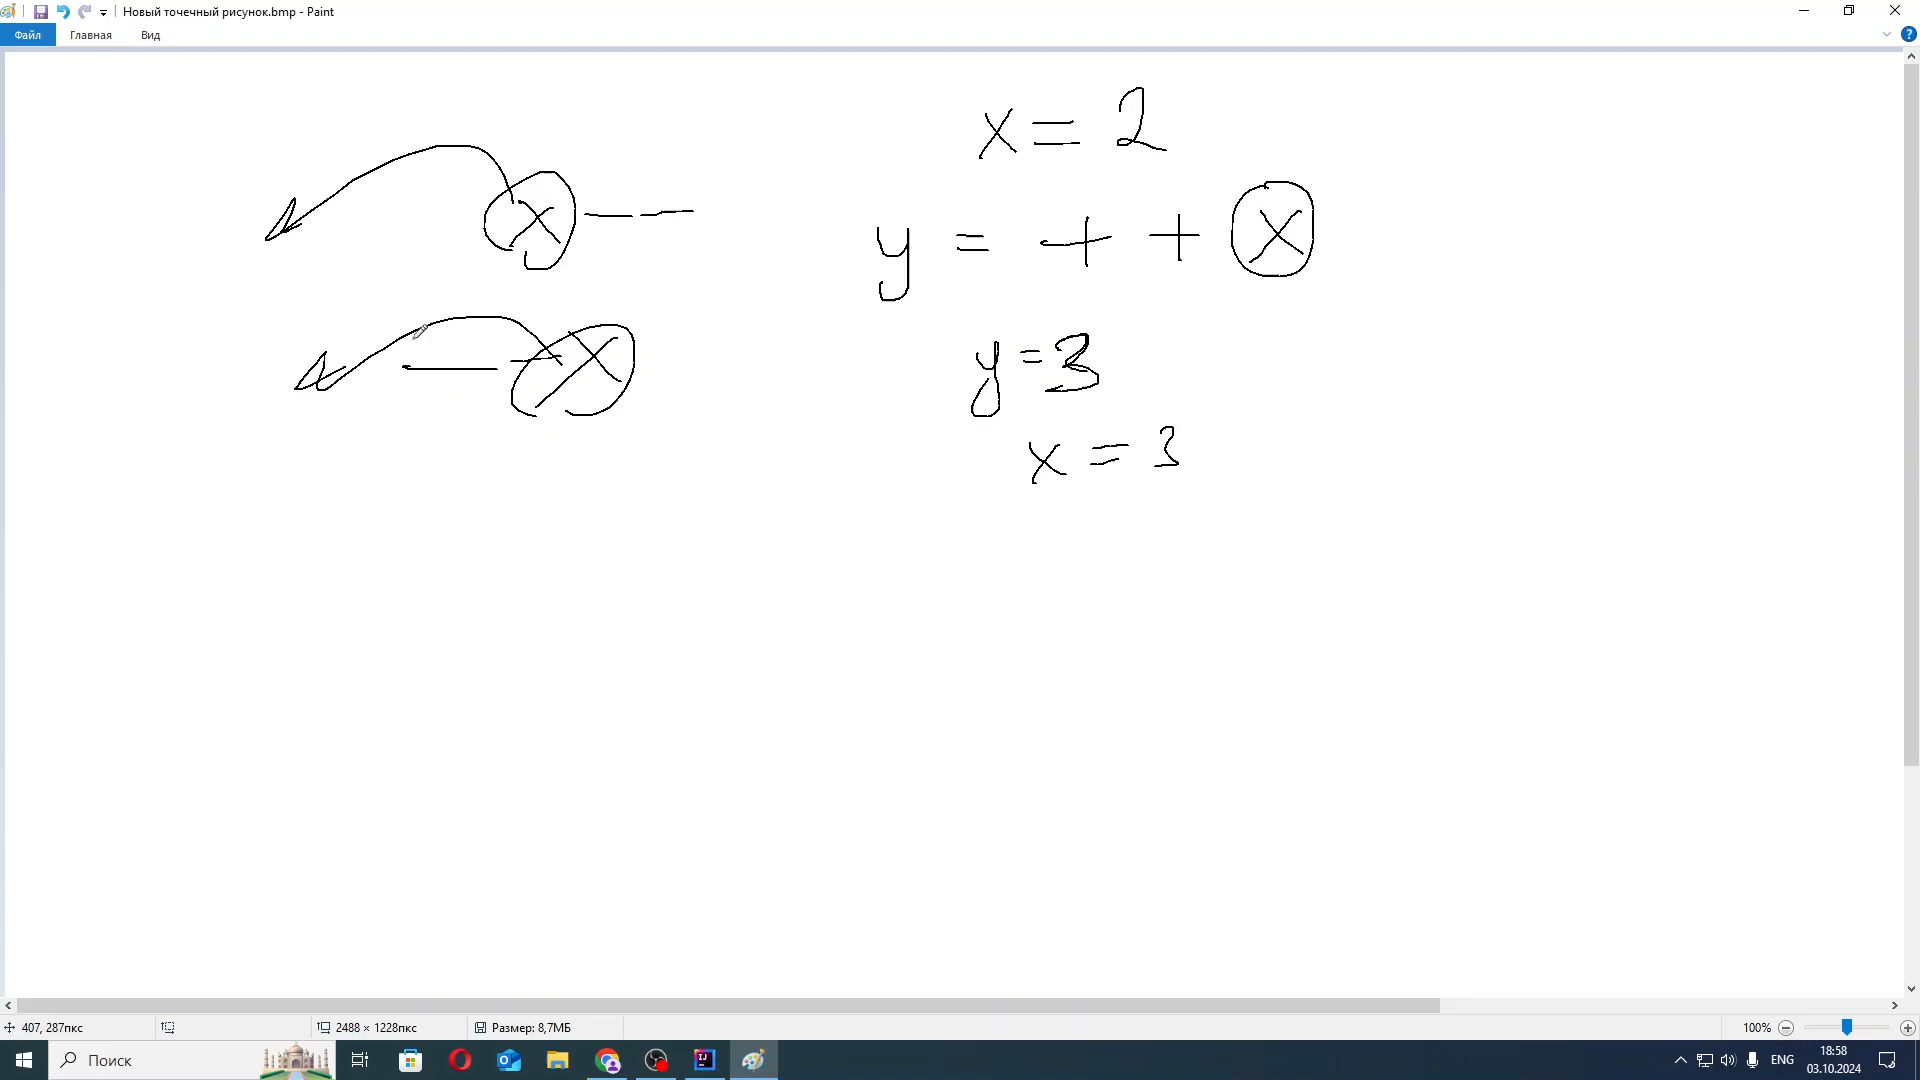 Новый точечный рисунок.bmp - Paint
Файл Главная Вид
x = 2
x --
y = + + x
-- x
y = 3
x = 3
407, 287пкс 2488 × 1228пкс Размер: 8,7МБ 100%
Поиск ENG 18:58
03.10.2024